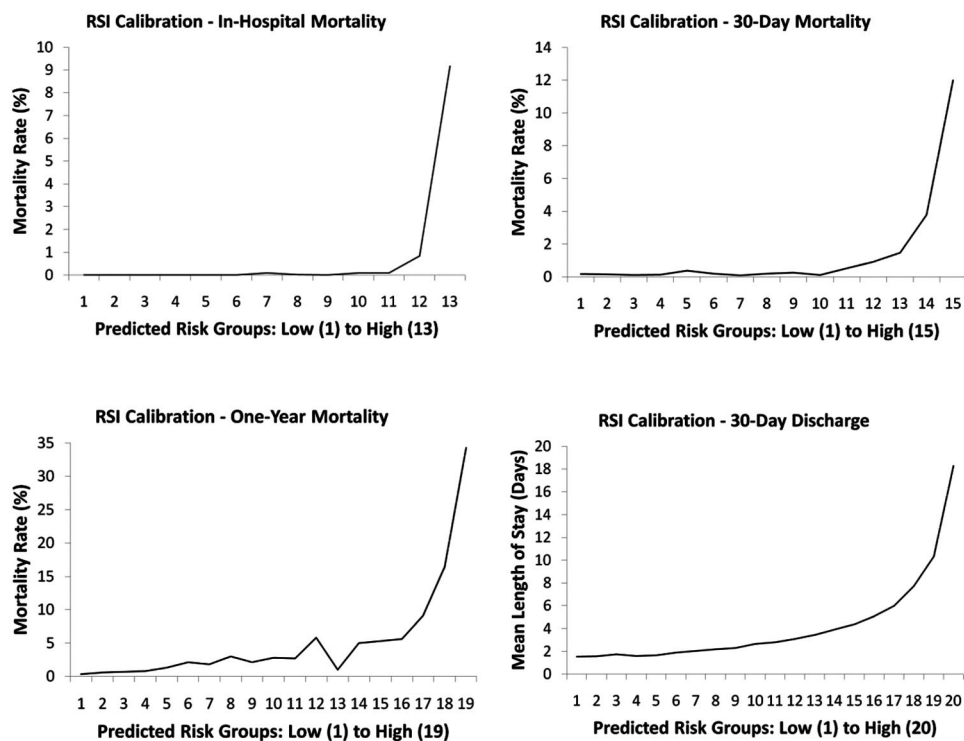 RSI Calibration - In-Hospital Mortality
Mortality Rate (%)
10
9
8
7
6
5
4
3
2
1
0
1 2 3 4 5 6 7 8 9 10 11 12 13
Predicted Risk Groups: Low (1) to High (13)
RSI Calibration - 30-Day Mortality
Mortality Rate (%)
14
12
10
8
6
4
2
0
1 2 3 4 5 6 7 8 9 10 11 12 13 14 15
Predicted Risk Groups: Low (1) to High (15)
RSI Calibration - One-Year Mortality
Mortality Rate (%)
35
30
25
20
15
10
5
0
1 2 3 4 5 6 7 8 9 10 11 12 13 14 15 16 17 18 19
Predicted Risk Groups: Low (1) to High (19)
RSI Calibration - 30-Day Discharge
Mean Length of Stay (Days)
20
18
16
14
12
10
8
6
4
2
0
1 2 3 4 5 6 7 8 9 10 11 12 13 14 15 16 17 18 19 20
Predicted Risk Groups: Low (1) to High (20)